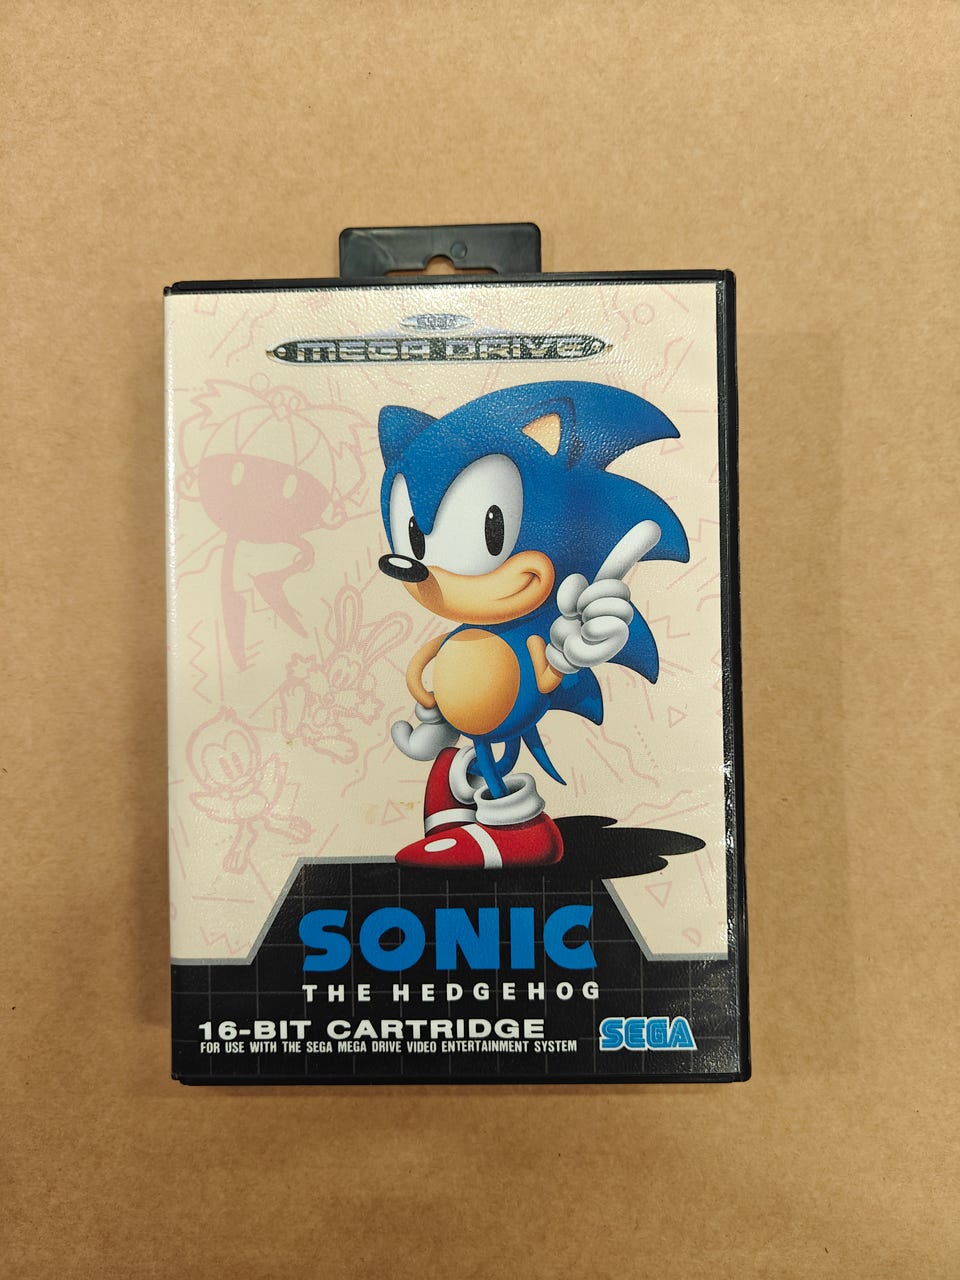 SEGA
MEGA DRIVE
SONIC
THE HEDGEHOG
16-BIT CARTRIDGE
FOR USE WITH THE SEGA MEGA DRIVE VIDEO ENTERTAINMENT SYSTEM
SEGA